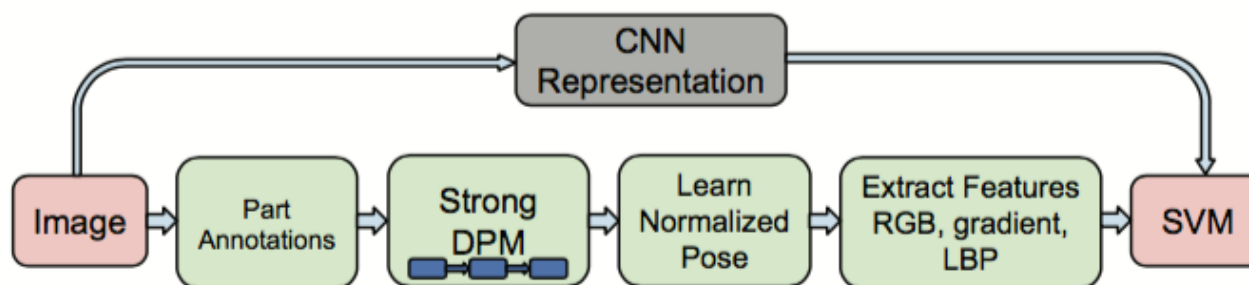 CNN
Representation
Image
Part
Annotations
Strong
DPM
Learn
Normalized
Pose
Extract Features
RGB, gradient,
LBP
SVM